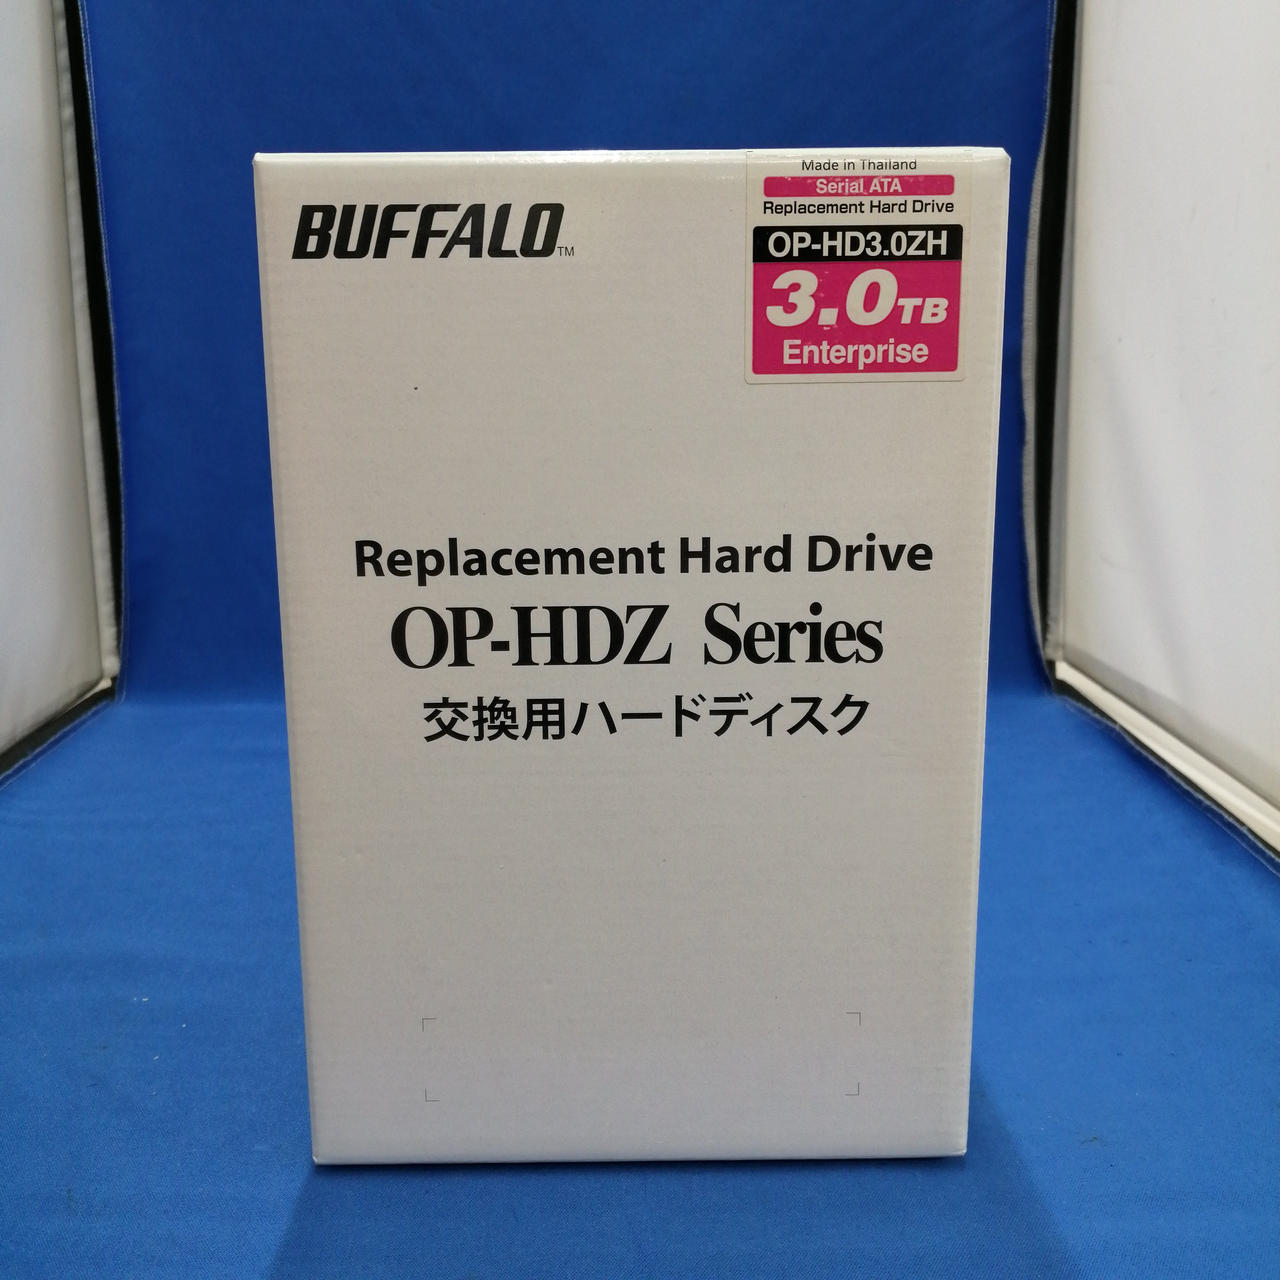 BUFFALO™
Made in Thailand
Serial ATA
Replacement Hard Drive
OP-HD3.0ZH
3.0TB
Enterprise
Replacement Hard Drive
OP-HDZ Series
交換用ハードディスク